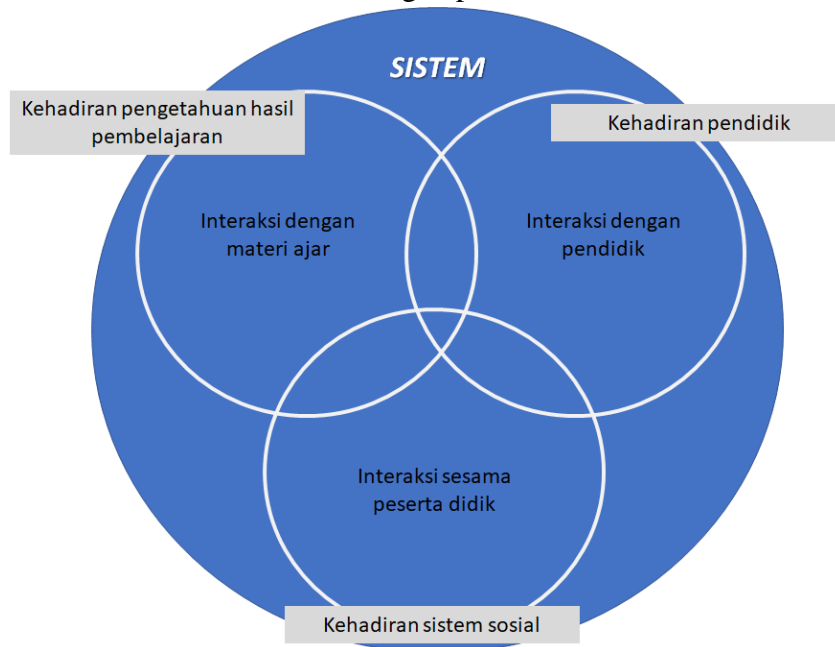 SISTEM
Kehadiran pengetahuan hasil
pembelajaran
Kehadiran pendidik
Interaksi dengan
materi ajar
Interaksi dengan
pendidik
Interaksi sesama
peserta didik
Kehadiran sistem sosial